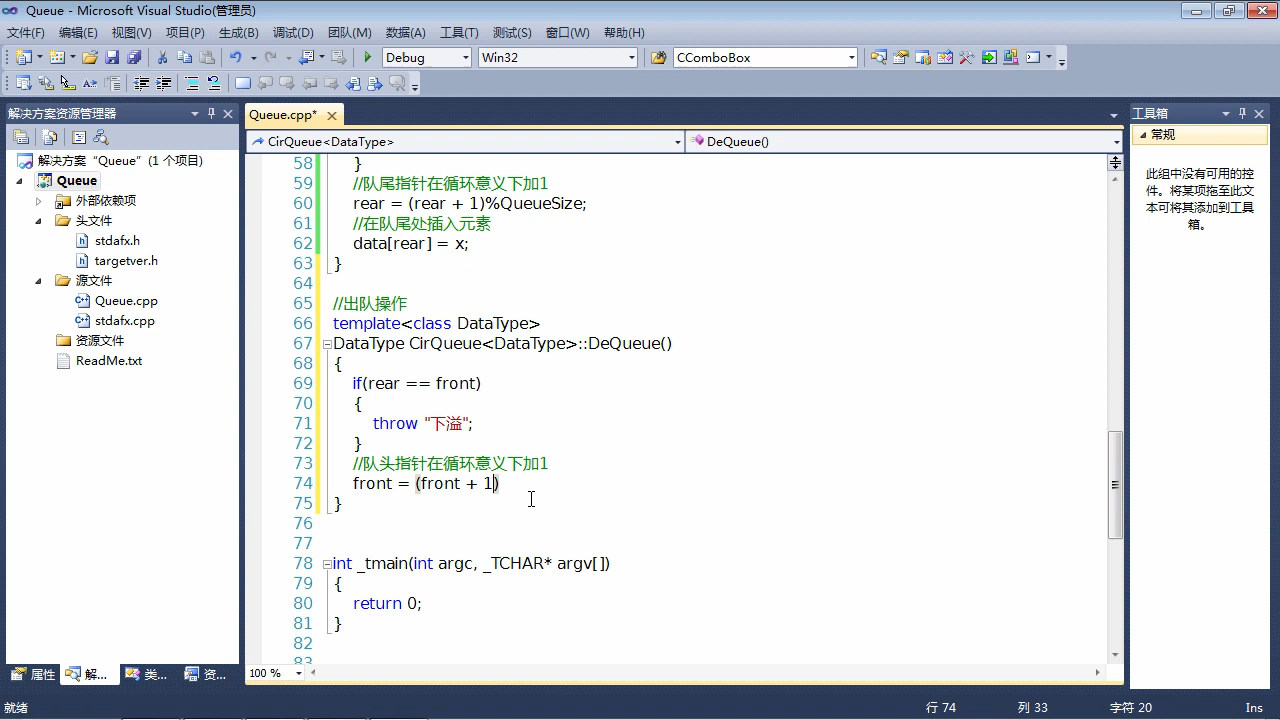 Queue - Microsoft Visual Studio(管理员)
文件(F) 编辑(E) 视图(V) 项目(P) 生成(B) 调试(D) 团队(M) 数据(A) 工具(T) 测试(S) 窗口(W) 帮助(H)
Debug Win32 CComboBox
解决方案资源管理器
解决方案“Queue”(1 个项目)
Queue
外部依赖项
头文件
stdafx.h
targetver.h
源文件
Queue.cpp
stdafx.cpp
资源文件
ReadMe.txt
属性 解... 类... 资...
Queue.cpp*
CirQueue<DataType> DeQueue()
58 }
59 //队尾指针在循环意义下加1
60 rear = (rear + 1)%QueueSize;
61 //在队尾处插入元素
62 data[rear] = x;
63 }
64
65 //出队操作
66 template<class DataType>
67 DataType CirQueue<DataType>::DeQueue()
68 {
69 if(rear == front)
70 {
71 throw "下溢";
72 }
73 //队头指针在循环意义下加1
74 front = (front + 1)
75 }
76
77
78 int _tmain(int argc, _TCHAR* argv[])
79 {
80 return 0;
81 }
82
83
100 %
工具箱
常规
此组中没有可用的控
件。将某项拖至此文
本可将其添加到工具
箱。
就绪 行 74 列 33 字符 20 Ins